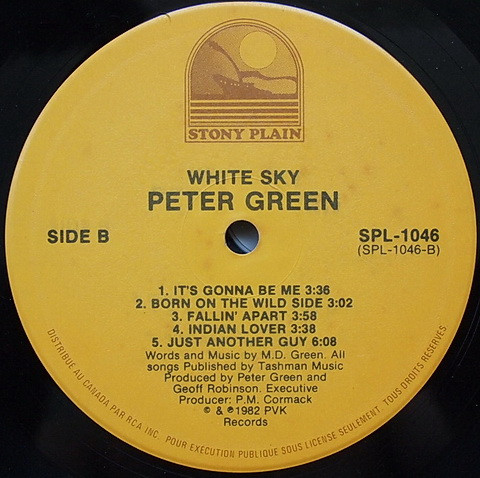 STONY PLAIN
WHITE SKY
PETER GREEN
SIDE B
SPL-1046
(SPL-1046-B)
1. IT'S GONNA BE ME 3:36
2. BORN ON THE WILD SIDE 3:02
3. FALLIN' APART 3:58
4. INDIAN LOVER 3:38
5. JUST ANOTHER GUY 6:08
Words and Music by M.D. Green. All
songs Published by Tashman Music
Produced by Peter Green and
Geoff Robinson. Executive
Producer: P.M. Cormack
© & ℗ 1982 PVK
Records
DISTRIBUÉ AU CANADA PAR RCA INC. POUR EXÉCUTION PUBLIQUE SOUS LICENSE SEULEMENT. TOUS DROITS RÉSERVÉS.